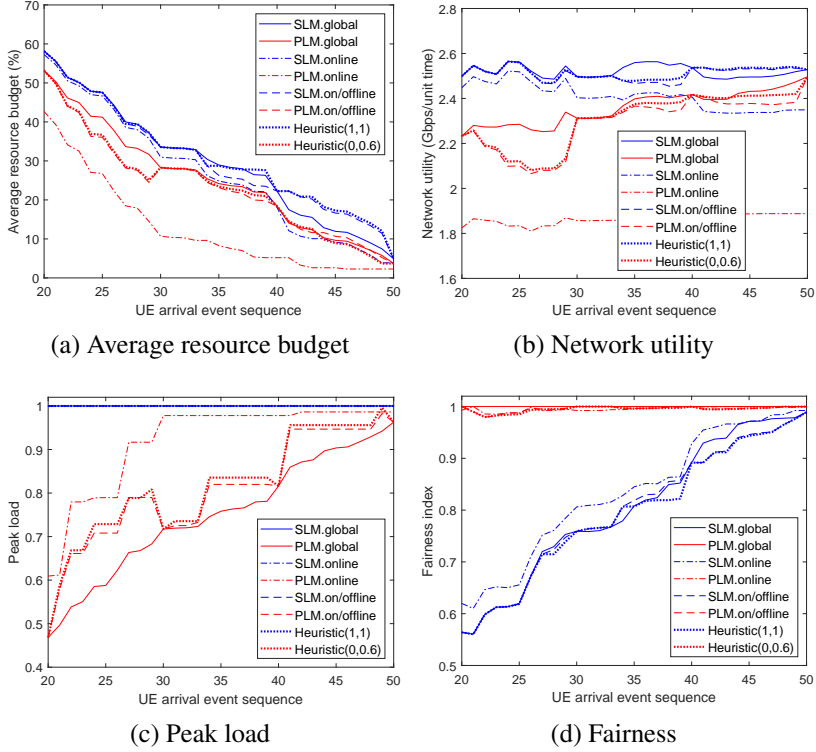 70
60
50
40
30
20
10
0
Average resource budget (%)
SLM.global
PLM.global
SLM.online
PLM.online
SLM.on/offline
PLM.on/offline
Heuristic(1,1)
Heuristic(0,0.6)
20 25 30 35 40 45 50
UE arrival event sequence
(a) Average resource budget
2.8
2.6
2.4
2.2
2
1.8
1.6
Network utility (Gbps/unit time)
SLM.global
PLM.global
SLM.online
PLM.online
SLM.on/offline
PLM.on/offline
Heuristic(1,1)
Heuristic(0,0.6)
20 25 30 35 40 45 50
UE arrival event sequence
(b) Network utility
1
0.9
0.8
0.7
0.6
0.5
0.4
Peak load
SLM.global
PLM.global
SLM.online
PLM.online
SLM.on/offline
PLM.on/offline
Heuristic(1,1)
Heuristic(0,0.6)
20 25 30 35 40 45 50
UE arrival event sequence
(c) Peak load
1
0.9
0.8
0.7
0.6
0.5
Fairness index
SLM.global
PLM.global
SLM.online
PLM.online
SLM.on/offline
PLM.on/offline
Heuristic(1,1)
Heuristic(0,0.6)
20 25 30 35 40 45 50
UE arrival event sequence
(d) Fairness